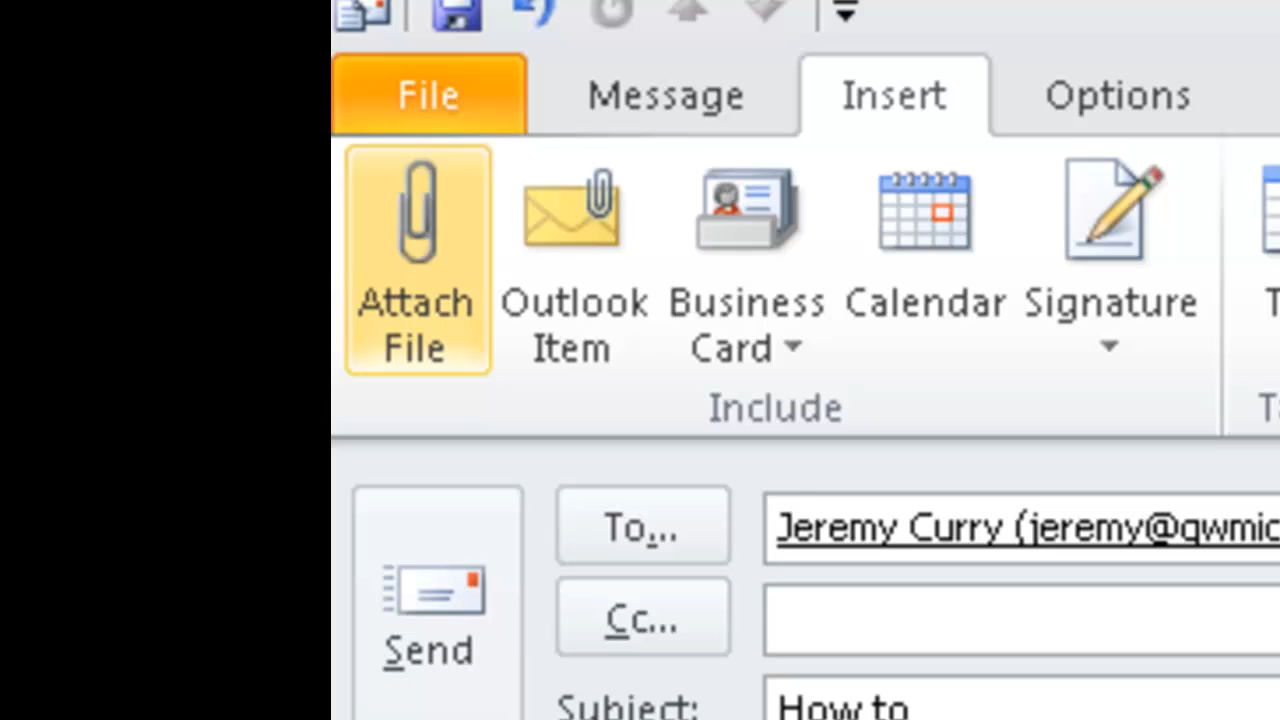 File Message Insert Options
Attach File
Outlook Item
Business Card
Calendar
Signature
Include
To...
Jeremy Curry (jeremy@qwmic
Cc...
Send
Subject:
How to